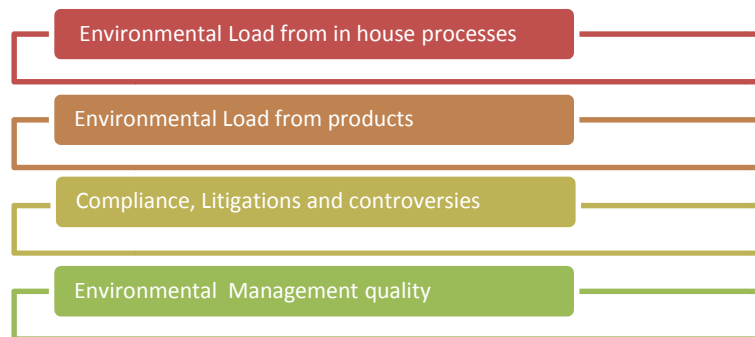 Environmental Load from in house processes
Environmental Load from products
Compliance, Litigations and controversies
Environmental  Management quality